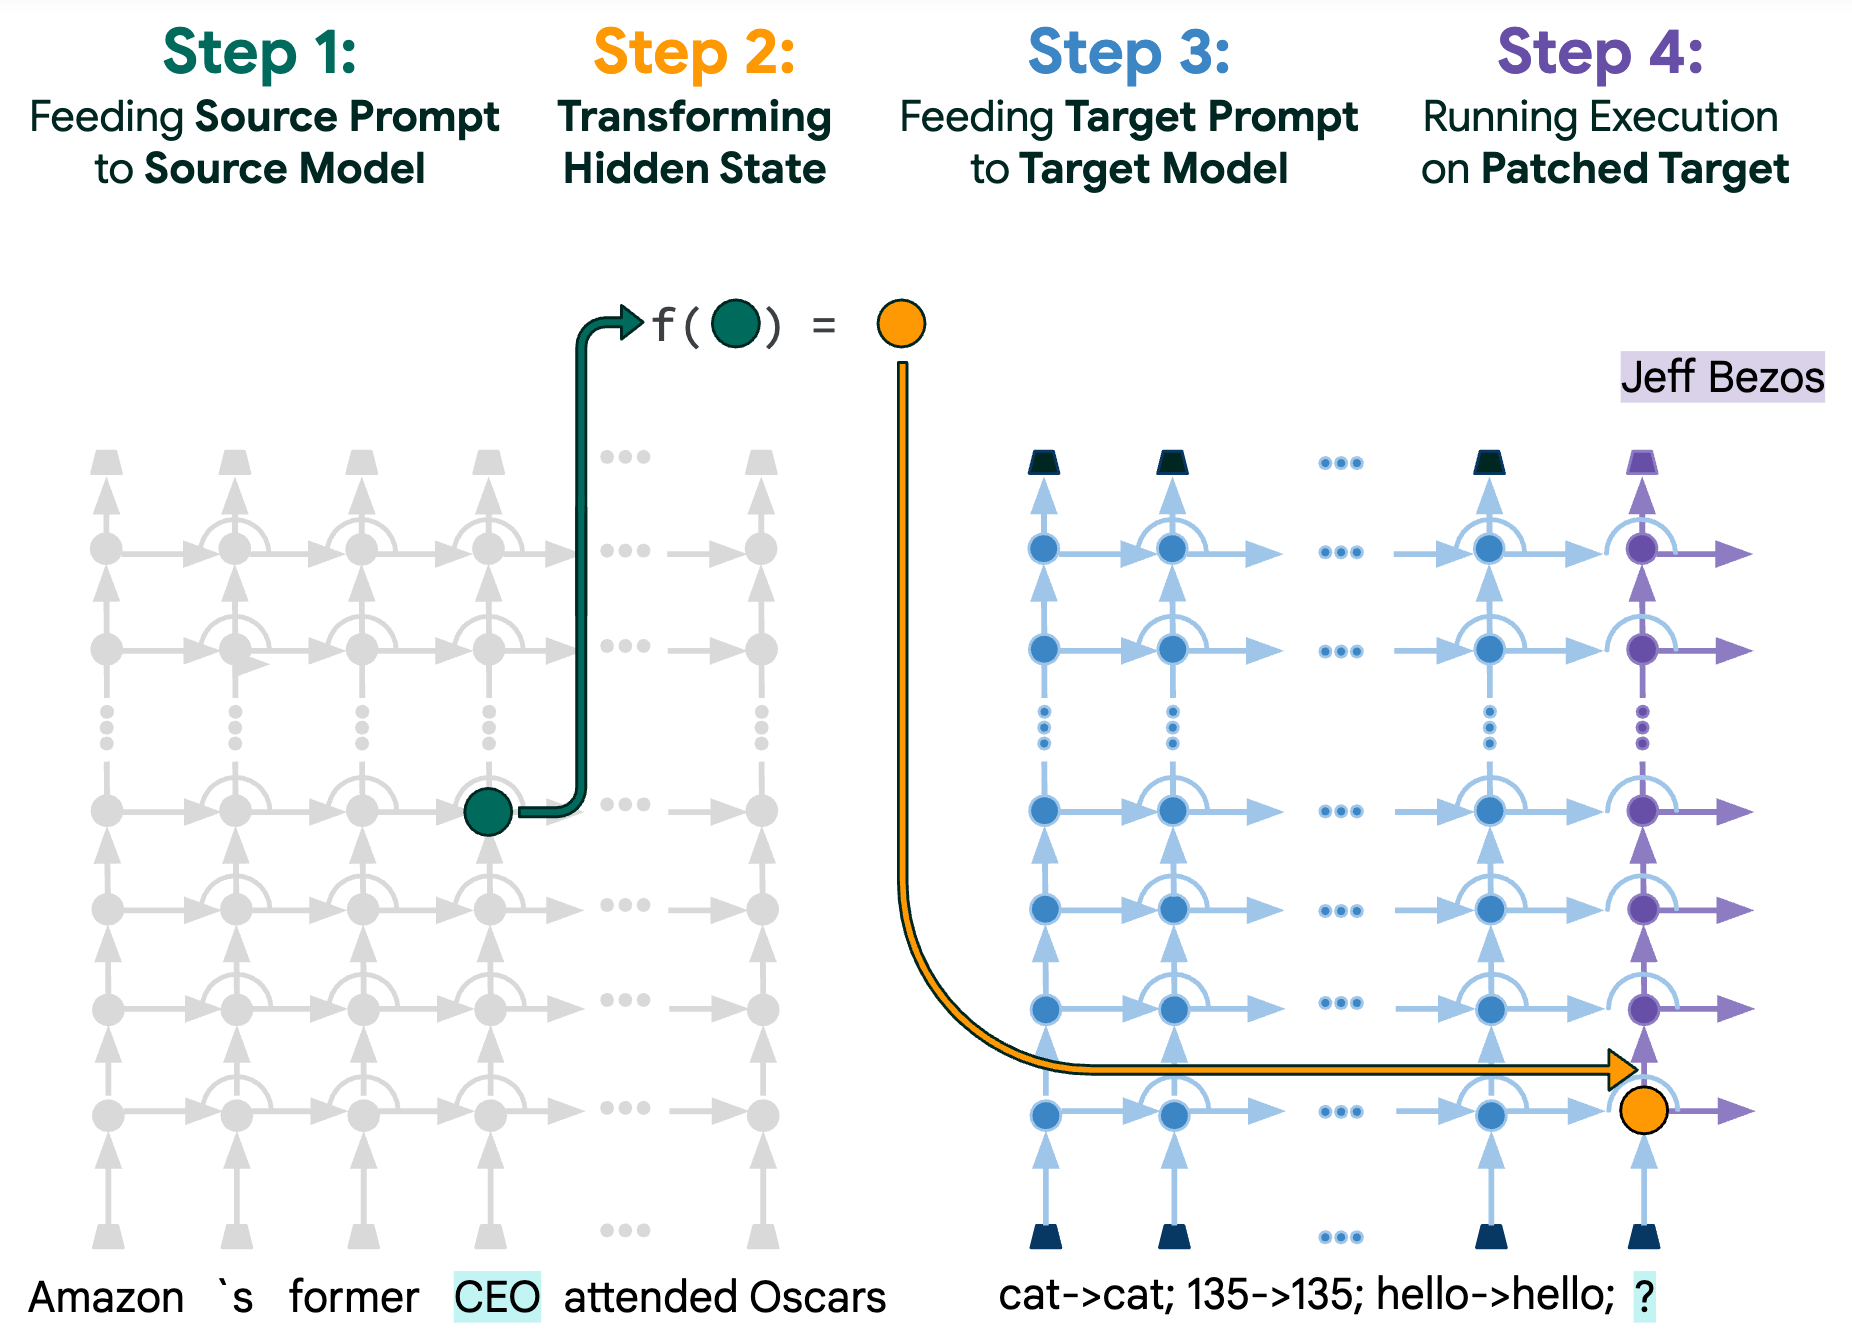 Step 1:
Feeding Source Prompt
to Source Model
Step 2:
Transforming
Hidden State
Step 3:
Feeding Target Prompt
to Target Model
Step 4:
Running Execution
on Patched Target
f( ) =
Jeff Bezos
Amazon `s former CEO attended Oscars
cat->cat; 135->135; hello->hello; ?